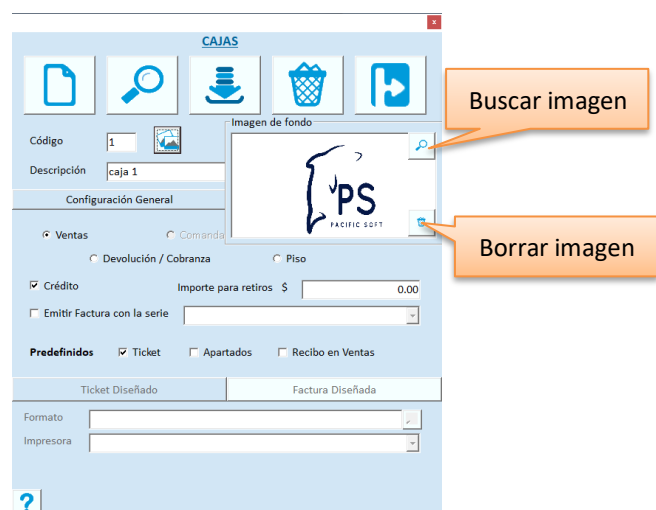 x
CAJAS
Buscar imagen
Imagen de fondo
Código 1
Descripción caja 1
PS
PACIFIC SOFT
Configuración General
Borrar imagen
Ventas Comanda
Devolución / Cobranza Piso
Crédito Importe para retiros $ 0.00
Emitir Factura con la serie
Predefinidos Ticket Apartados Recibo en Ventas
Ticket Diseñado Factura Diseñada
Formato
Impresora
?